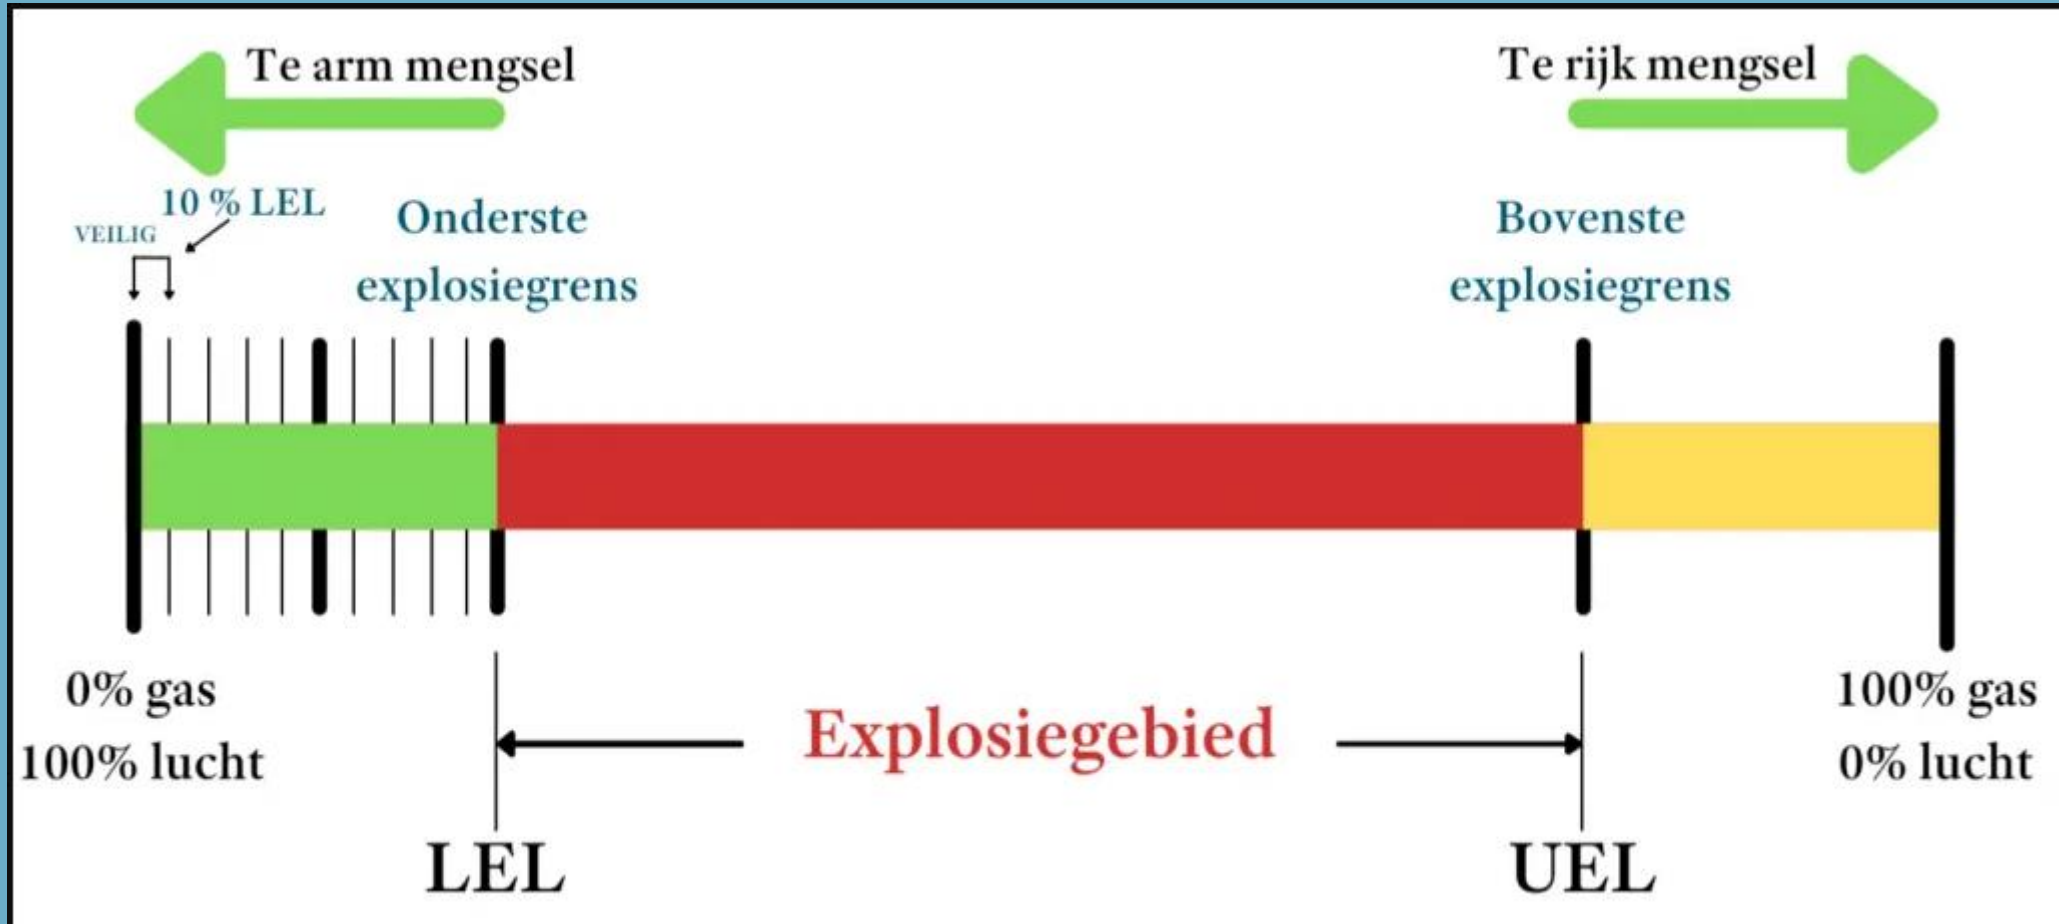 Te arm mengsel
Te rijk mengsel
10 % LEL
VEILIG
Onderste
explosiegrens
Bovenste
explosiegrens
0% gas
100% lucht
Explosiegebied
100% gas
0% lucht
LEL
UEL